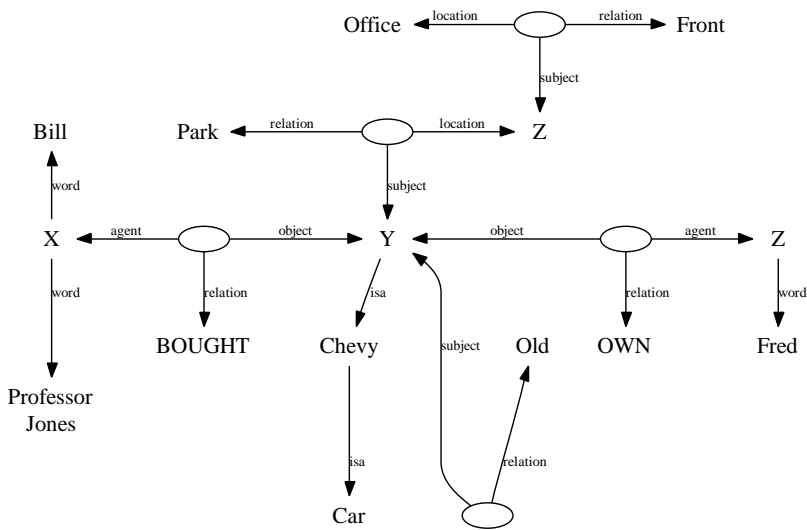 Office location relation Front
subject
Bill Park relation location Z
word subject
X agent object Y object agent Z
word relation isa relation word
BOUGHT Chevy subject Old OWN Fred
Professor
Jones
isa relation
Car